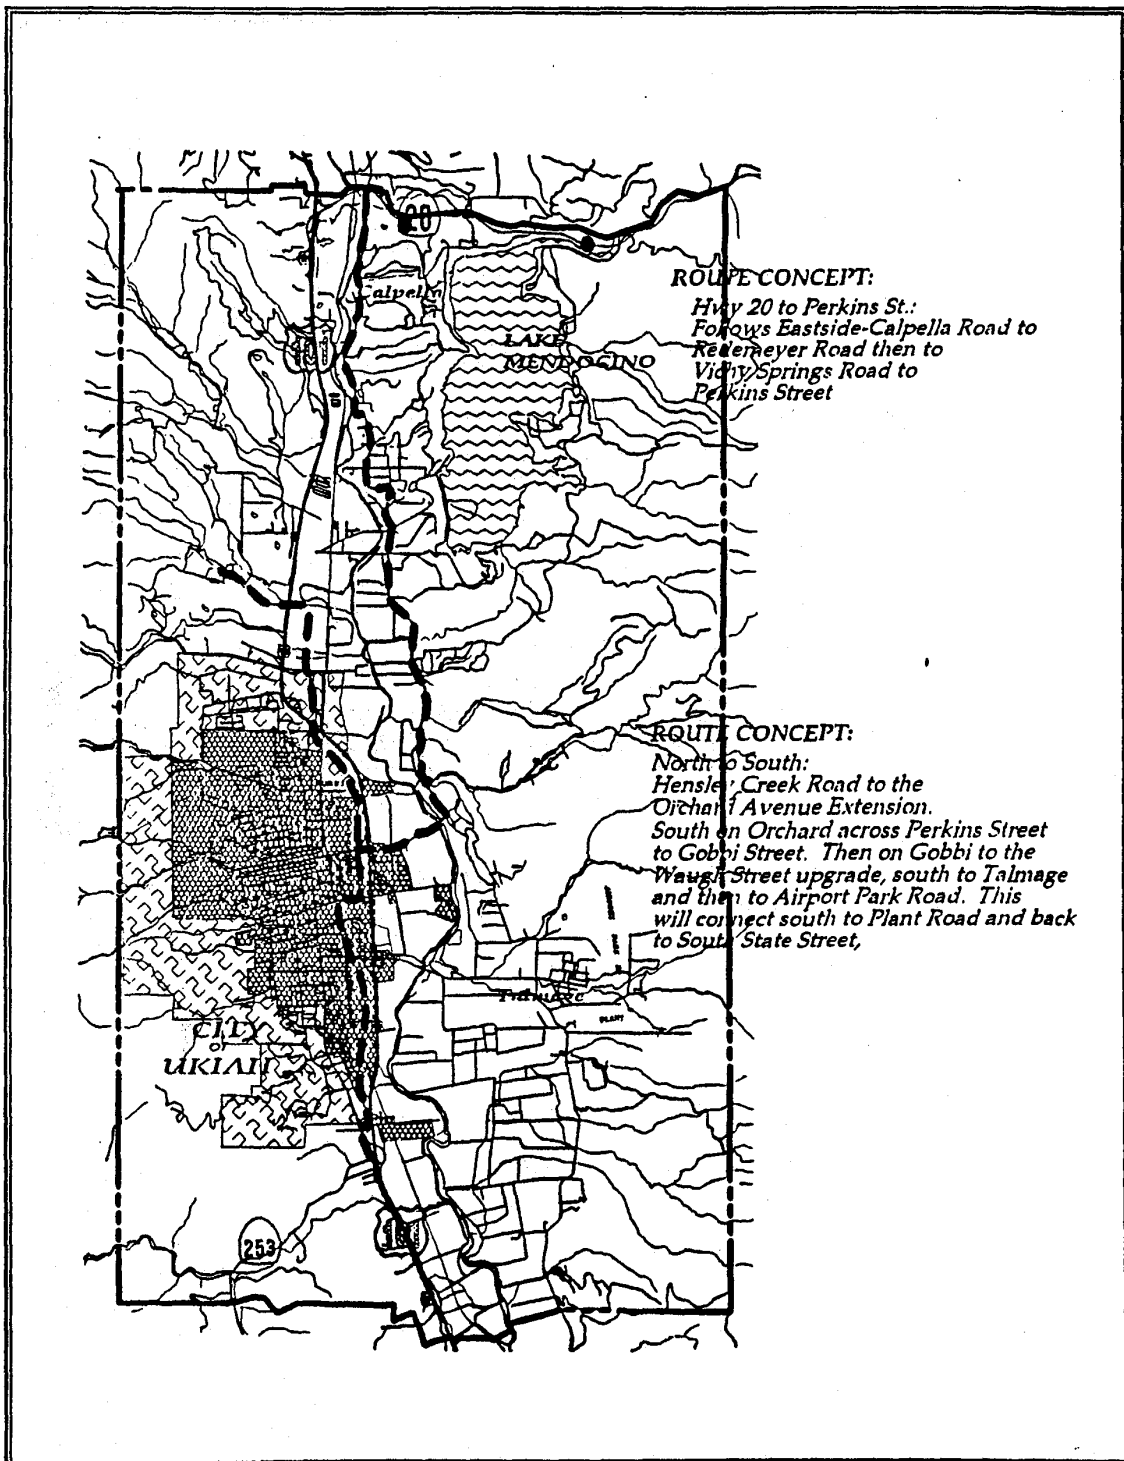 20
Calpella
LAKE
MENDOCINO
101
ROUTE CONCEPT:
Hwy 20 to Perkins St.:
Follows Eastside-Calpella Road to
Redemeyer Road then to
Vichy Springs Road to
Perkins Street
ROUTE CONCEPT:
North to South:
Hensley Creek Road to the
Orchard Avenue Extension.
South on Orchard across Perkins Street
to Gobbi Street. Then on Gobbi to the
Waugh Street upgrade, south to Talmage
and then to Airport Park Road. This
will connect south to Plant Road and back
to South State Street,
Talmage
PLANT
CITY
OF
UKIAH
253